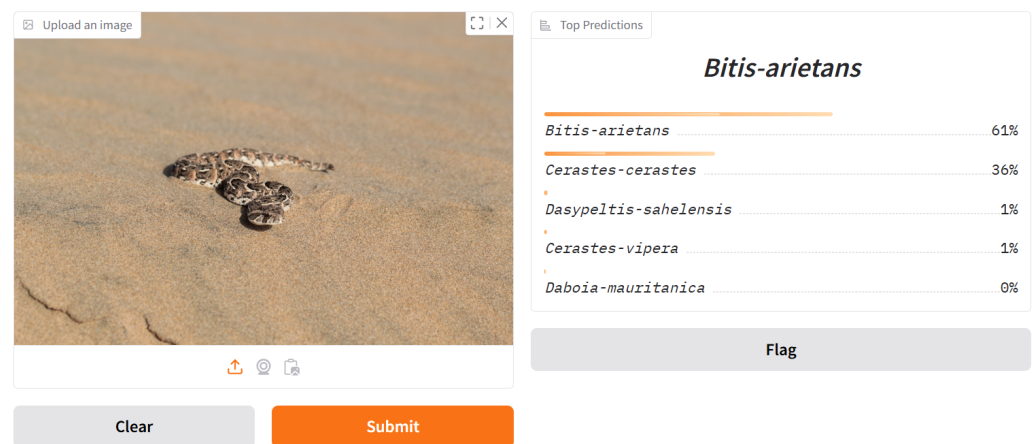 Upload an image
Top Predictions
Bitis-arietans
Bitis-arietans 61%
Cerastes-cerastes 36%
Dasypeltis-sahelensis 1%
Cerastes-vipera 1%
Daboia-mauritanica 0%
Flag
Clear
Submit